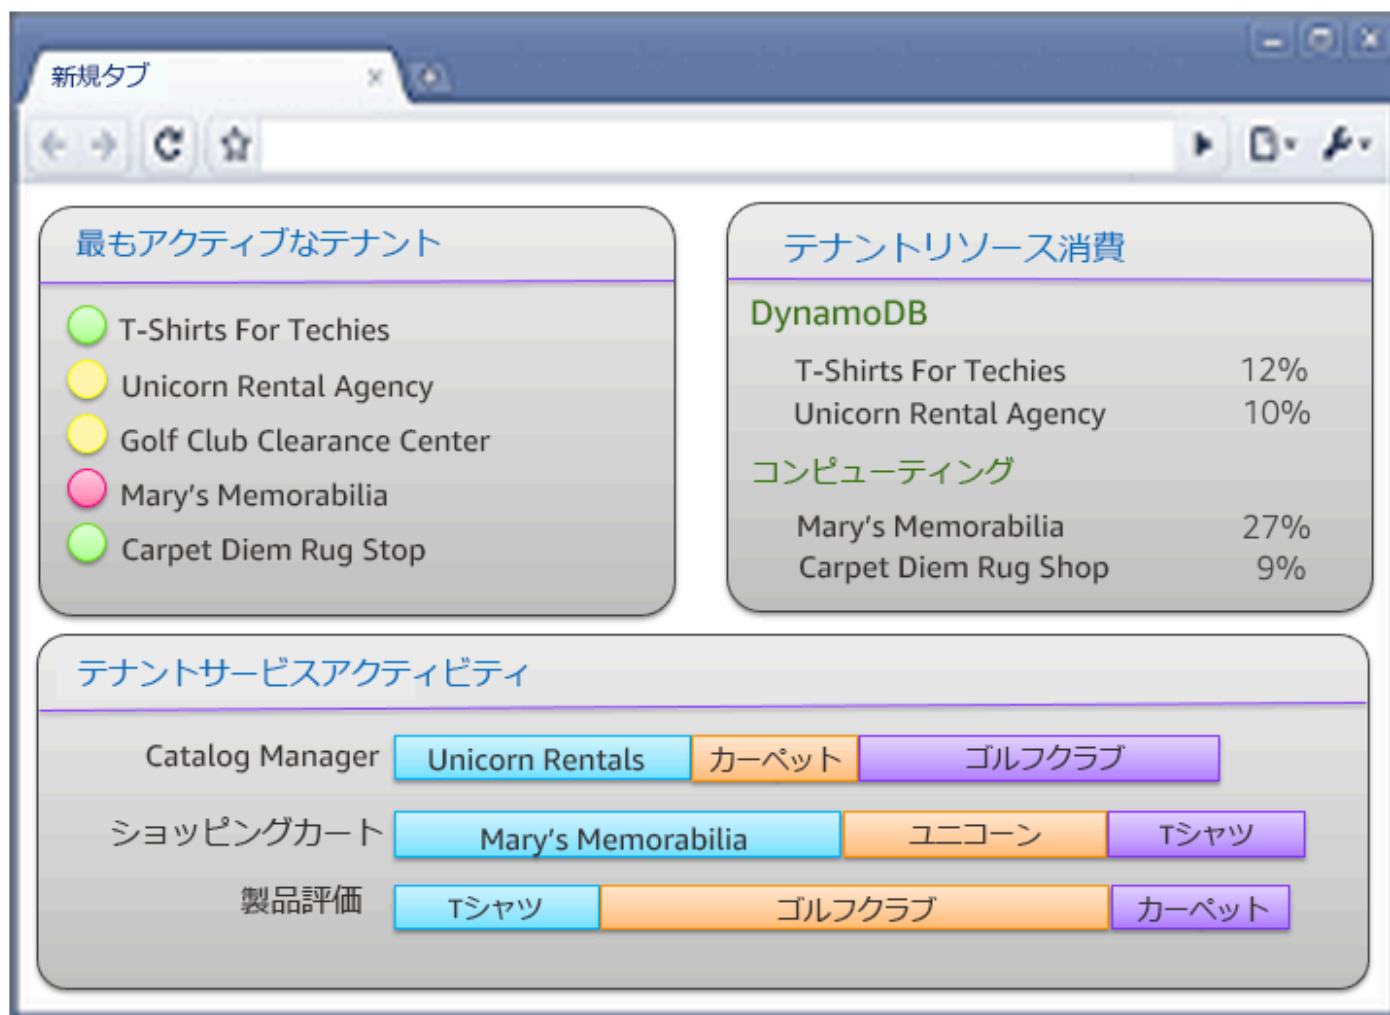 新規タブ
最もアクティブなテナント
T-Shirts For Techies
Unicorn Rental Agency
Golf Club Clearance Center
Mary's Memorabilia
Carpet Diem Rug Stop
テナントリソース消費
DynamoDB
T-Shirts For Techies 12%
Unicorn Rental Agency 10%
コンピューティング
Mary's Memorabilia 27%
Carpet Diem Rug Shop 9%
テナントサービスアクティビティ
Catalog Manager Unicorn Rentals カーペット ゴルフクラブ
ショッピングカート Mary's Memorabilia ユニコーン Tシャツ
製品評価 Tシャツ ゴルフクラブ カーペット